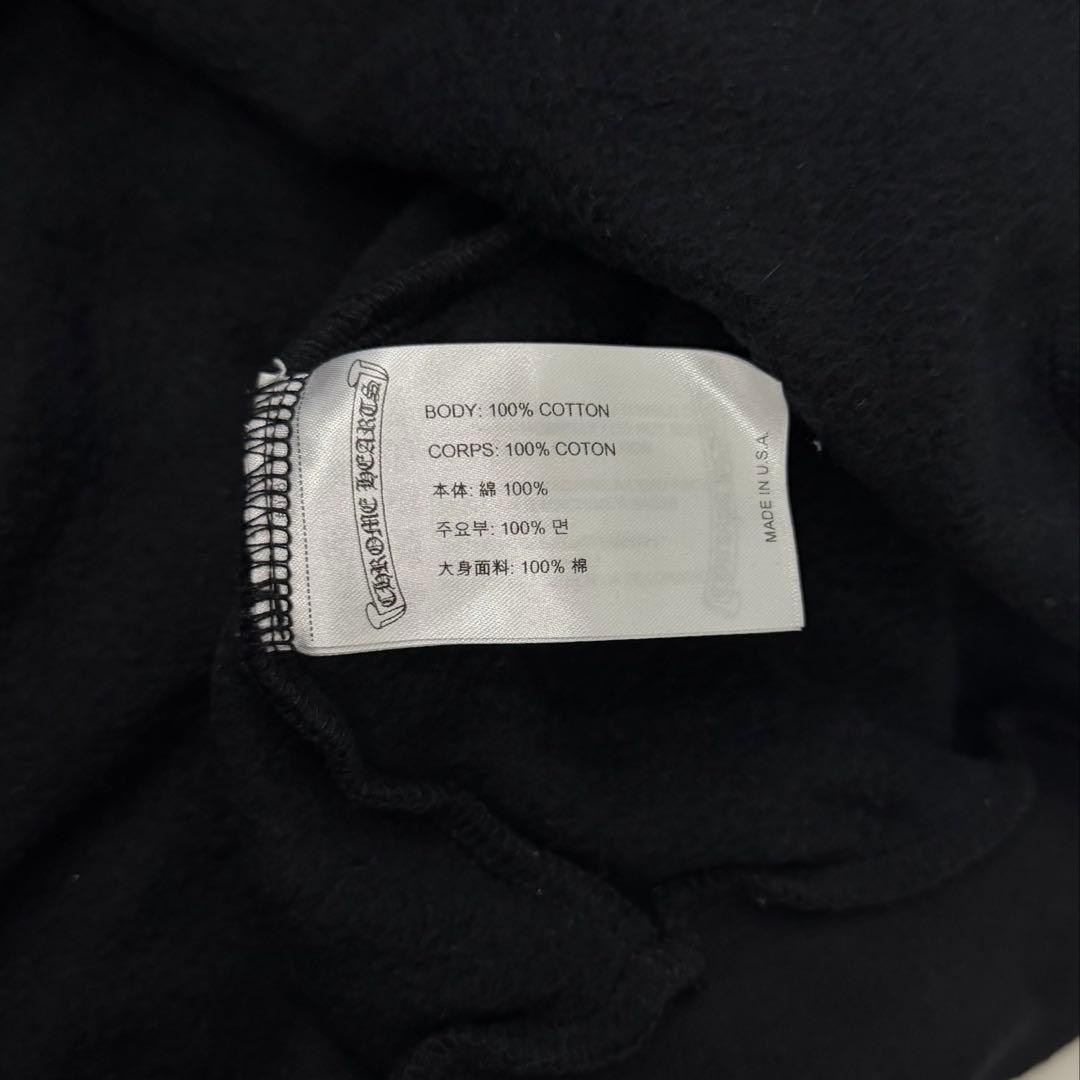 CHROME HEARTS
BODY: 100% COTTON
CORPS: 100% COTON
本体: 綿 100%
주요부: 100% 면
大身面料: 100% 棉
MADE IN U.S.A.